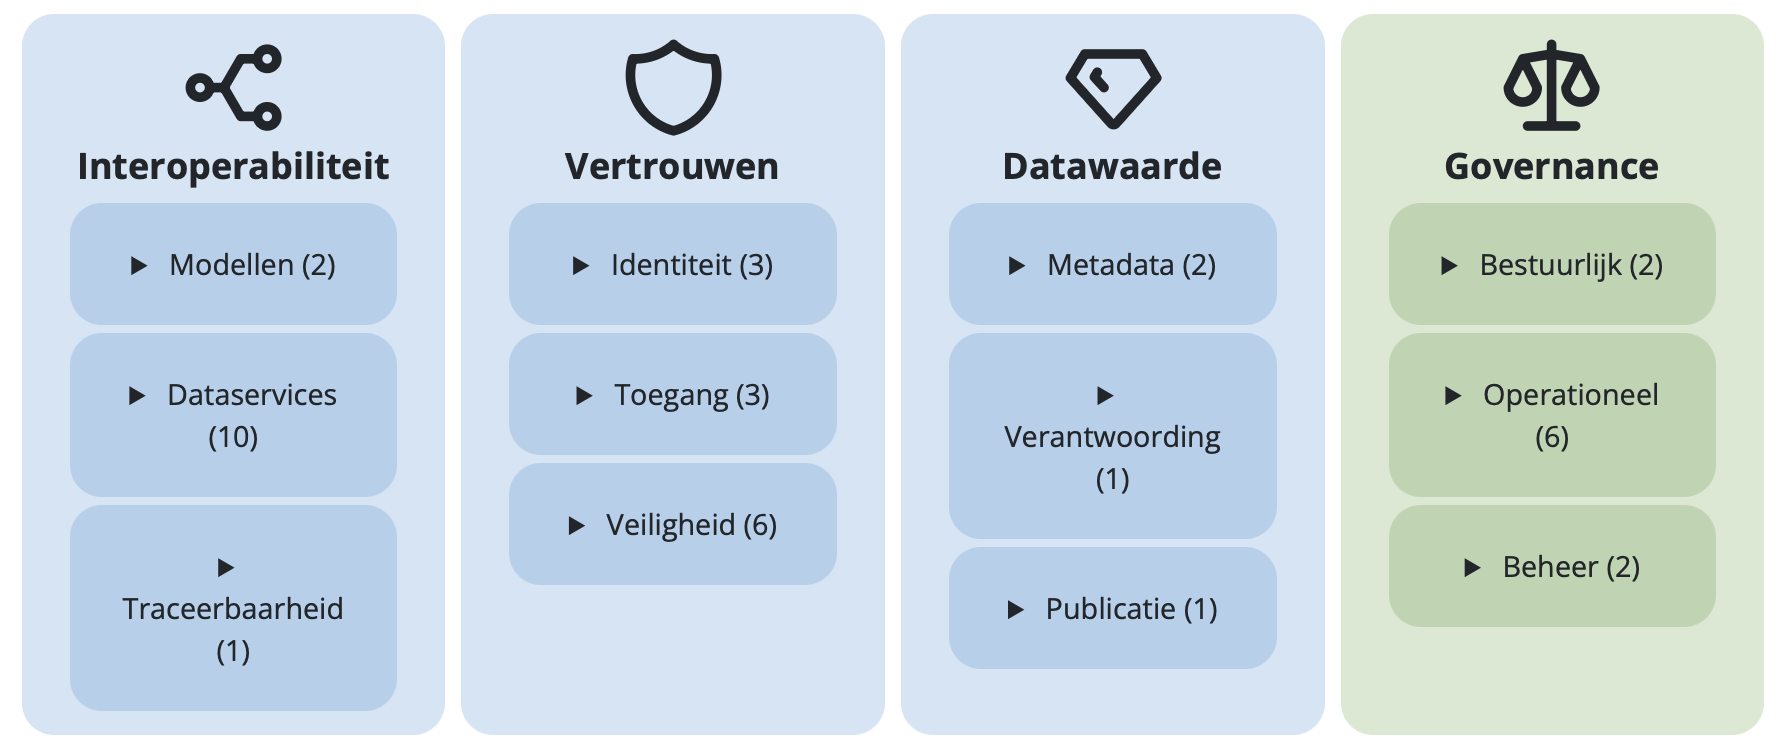 Interoperabiliteit
▶ Modellen (2)
▶ Dataservices
(10)
▶
Traceerbaarheid
(1)
Vertrouwen
▶ Identiteit (3)
▶ Toegang (3)
▶ Veiligheid (6)
Datawaarde
▶ Metadata (2)
▶
Verantwoording
(1)
▶ Publicatie (1)
Governance
▶ Bestuurlijk (2)
▶ Operationeel
(6)
▶ Beheer (2)